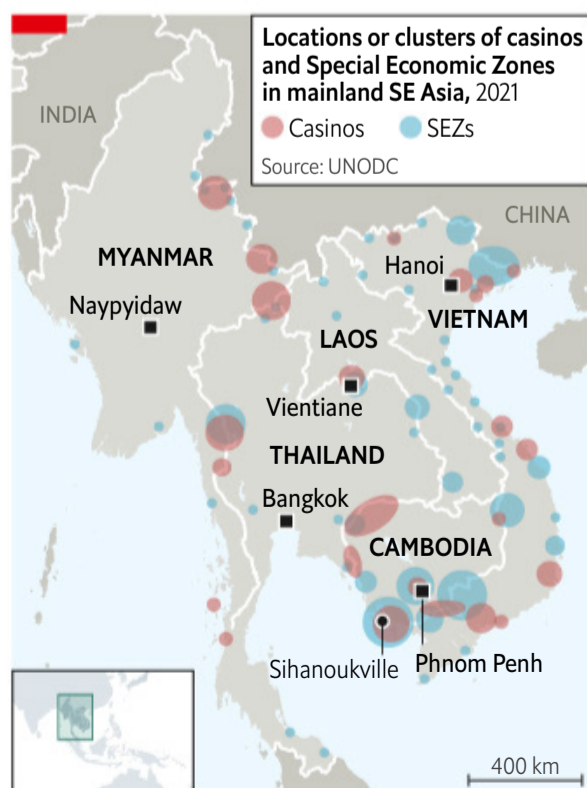 Locations or clusters of casinos
and Special Economic Zones
in mainland SE Asia, 2021
Casinos SEZs
Source: UNODC
INDIA
CHINA
MYANMAR
Hanoi
Naypyidaw
VIETNAM
LAOS
Vientiane
THAILAND
Bangkok
CAMBODIA
Sihanoukville
Phnom Penh
400 km